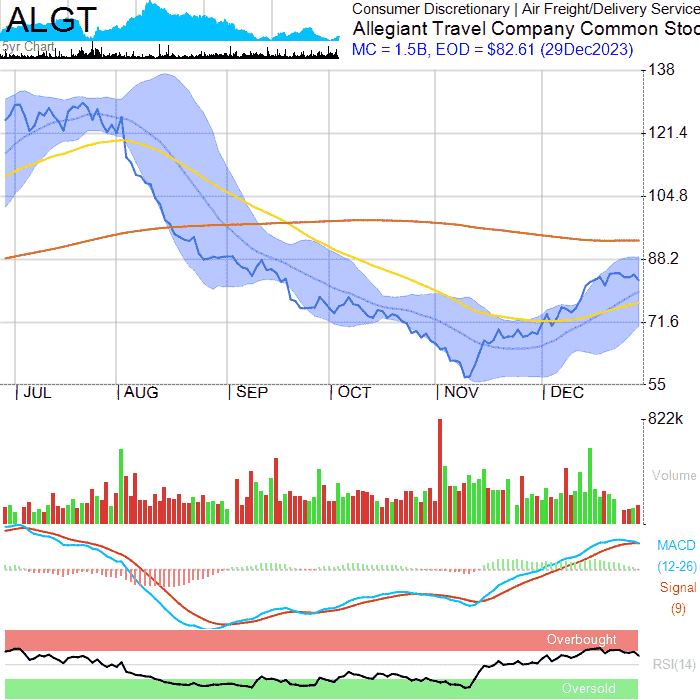 ALGT
5yr Chart
Consumer Discretionary | Air Freight/Delivery Service
Allegiant Travel Company Common Stoc
MC = 1.5B, EOD = $82.61 (29Dec2023)
138
121.4
104.8
88.2
71.6
55
JUL AUG SEP OCT NOV DEC
822k
Volume
MACD
(12-26)
Signal
(9)
Overbought
RSI(14)
Oversold